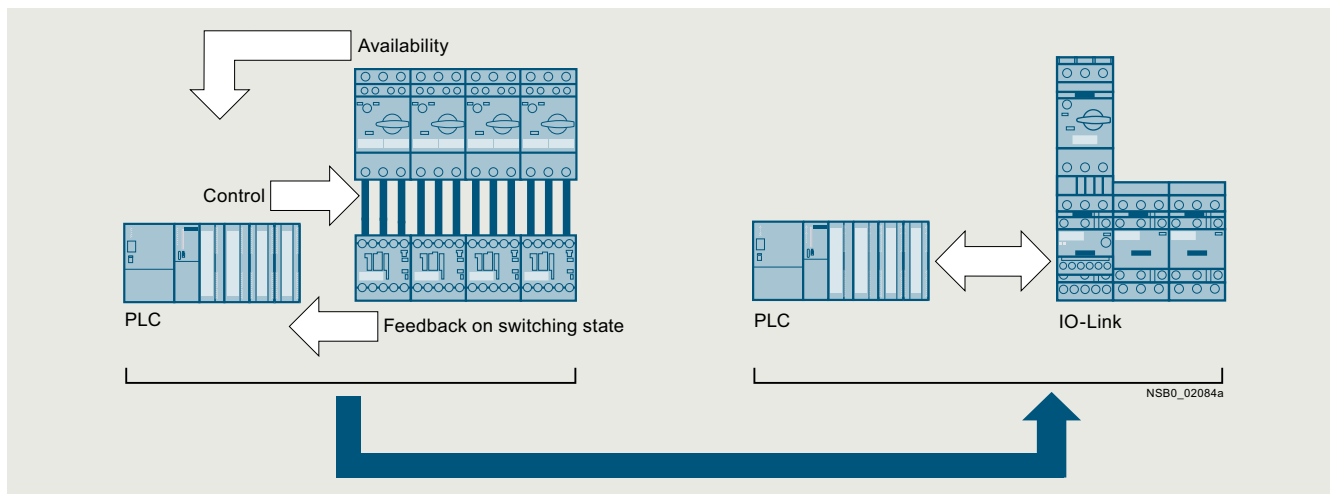 Availability
Control
PLC
Feedback on switching state
PLC
IO-Link
NSB0_02084a